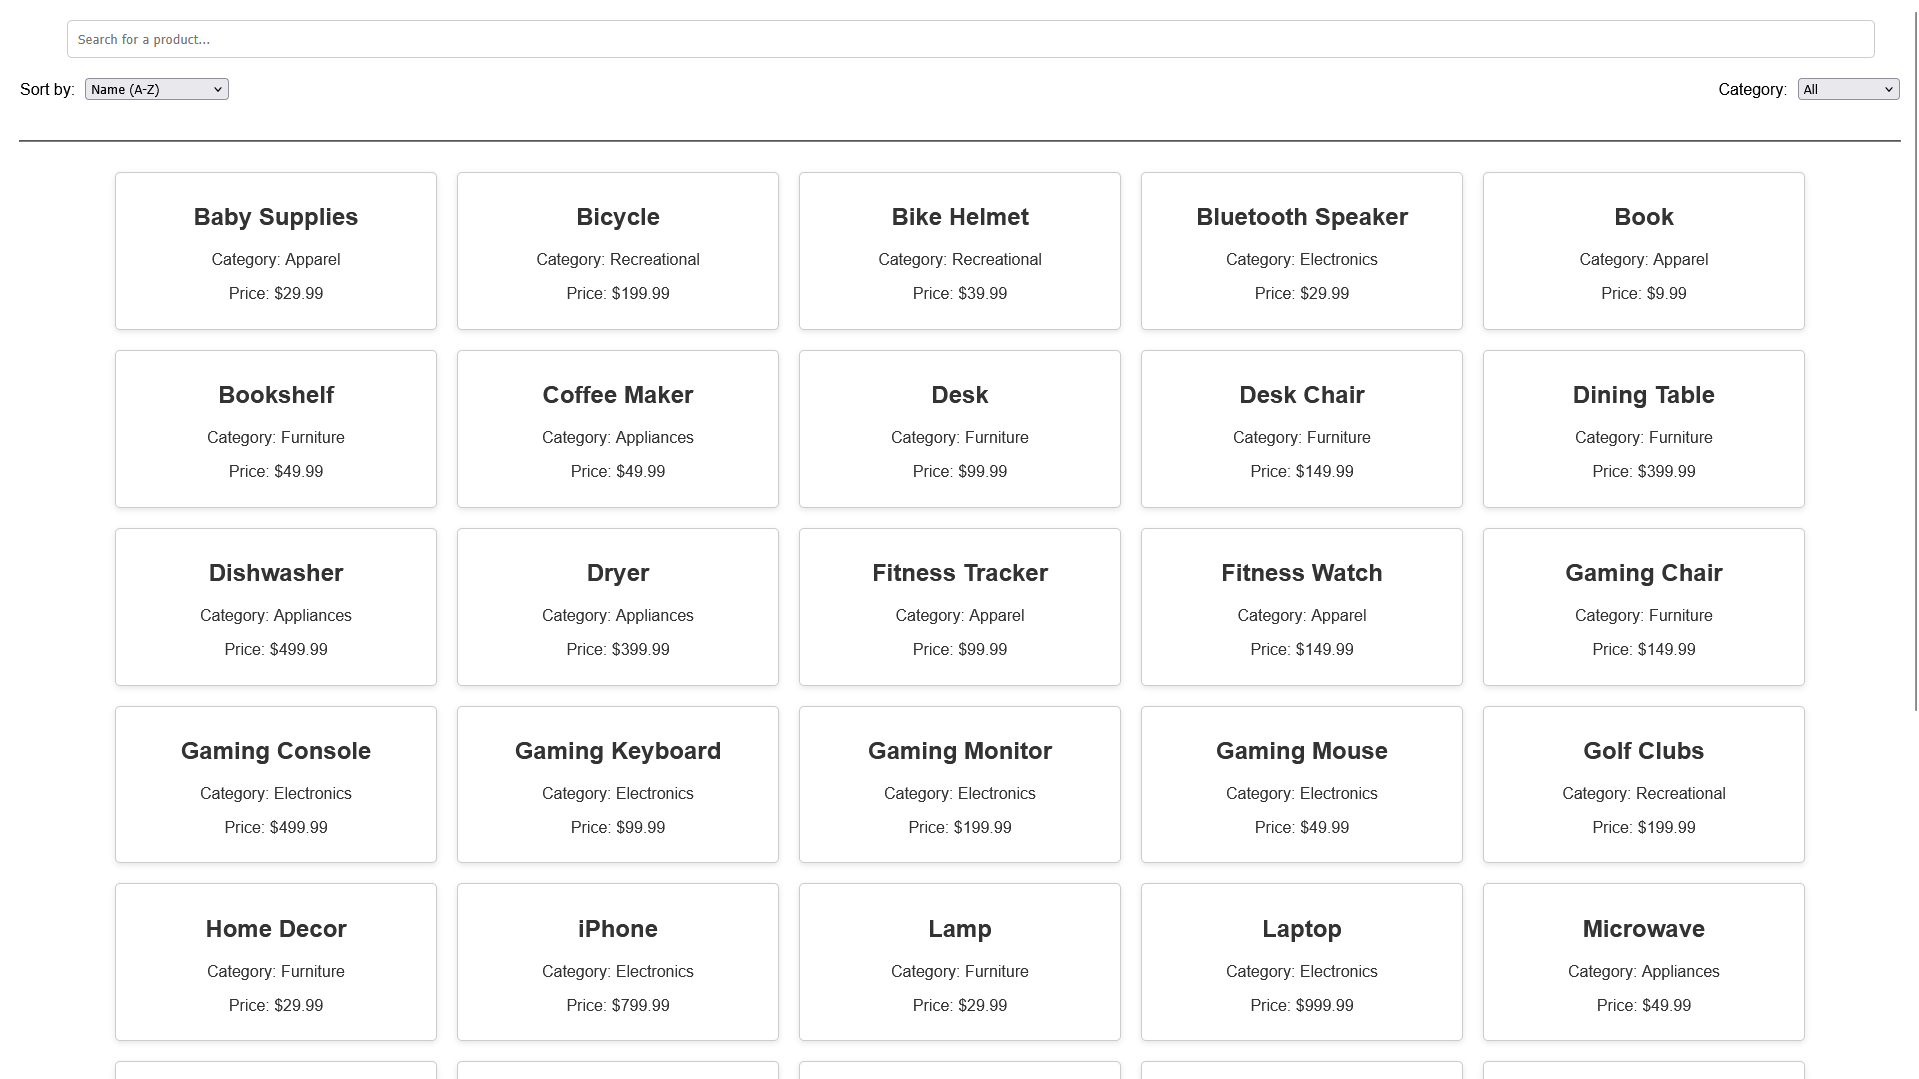 Search for a product...
Sort by: Name (A-Z) Category: All
Baby Supplies
Category: Apparel
Price: $29.99
Bicycle
Category: Recreational
Price: $199.99
Bike Helmet
Category: Recreational
Price: $39.99
Bluetooth Speaker
Category: Electronics
Price: $29.99
Book
Category: Apparel
Price: $9.99
Bookshelf
Category: Furniture
Price: $49.99
Coffee Maker
Category: Appliances
Price: $49.99
Desk
Category: Furniture
Price: $99.99
Desk Chair
Category: Furniture
Price: $149.99
Dining Table
Category: Furniture
Price: $399.99
Dishwasher
Category: Appliances
Price: $499.99
Dryer
Category: Appliances
Price: $399.99
Fitness Tracker
Category: Apparel
Price: $99.99
Fitness Watch
Category: Apparel
Price: $149.99
Gaming Chair
Category: Furniture
Price: $149.99
Gaming Console
Category: Electronics
Price: $499.99
Gaming Keyboard
Category: Electronics
Price: $99.99
Gaming Monitor
Category: Electronics
Price: $199.99
Gaming Mouse
Category: Electronics
Price: $49.99
Golf Clubs
Category: Recreational
Price: $199.99
Home Decor
Category: Furniture
Price: $29.99
iPhone
Category: Electronics
Price: $799.99
Lamp
Category: Furniture
Price: $29.99
Laptop
Category: Electronics
Price: $999.99
Microwave
Category: Appliances
Price: $49.99